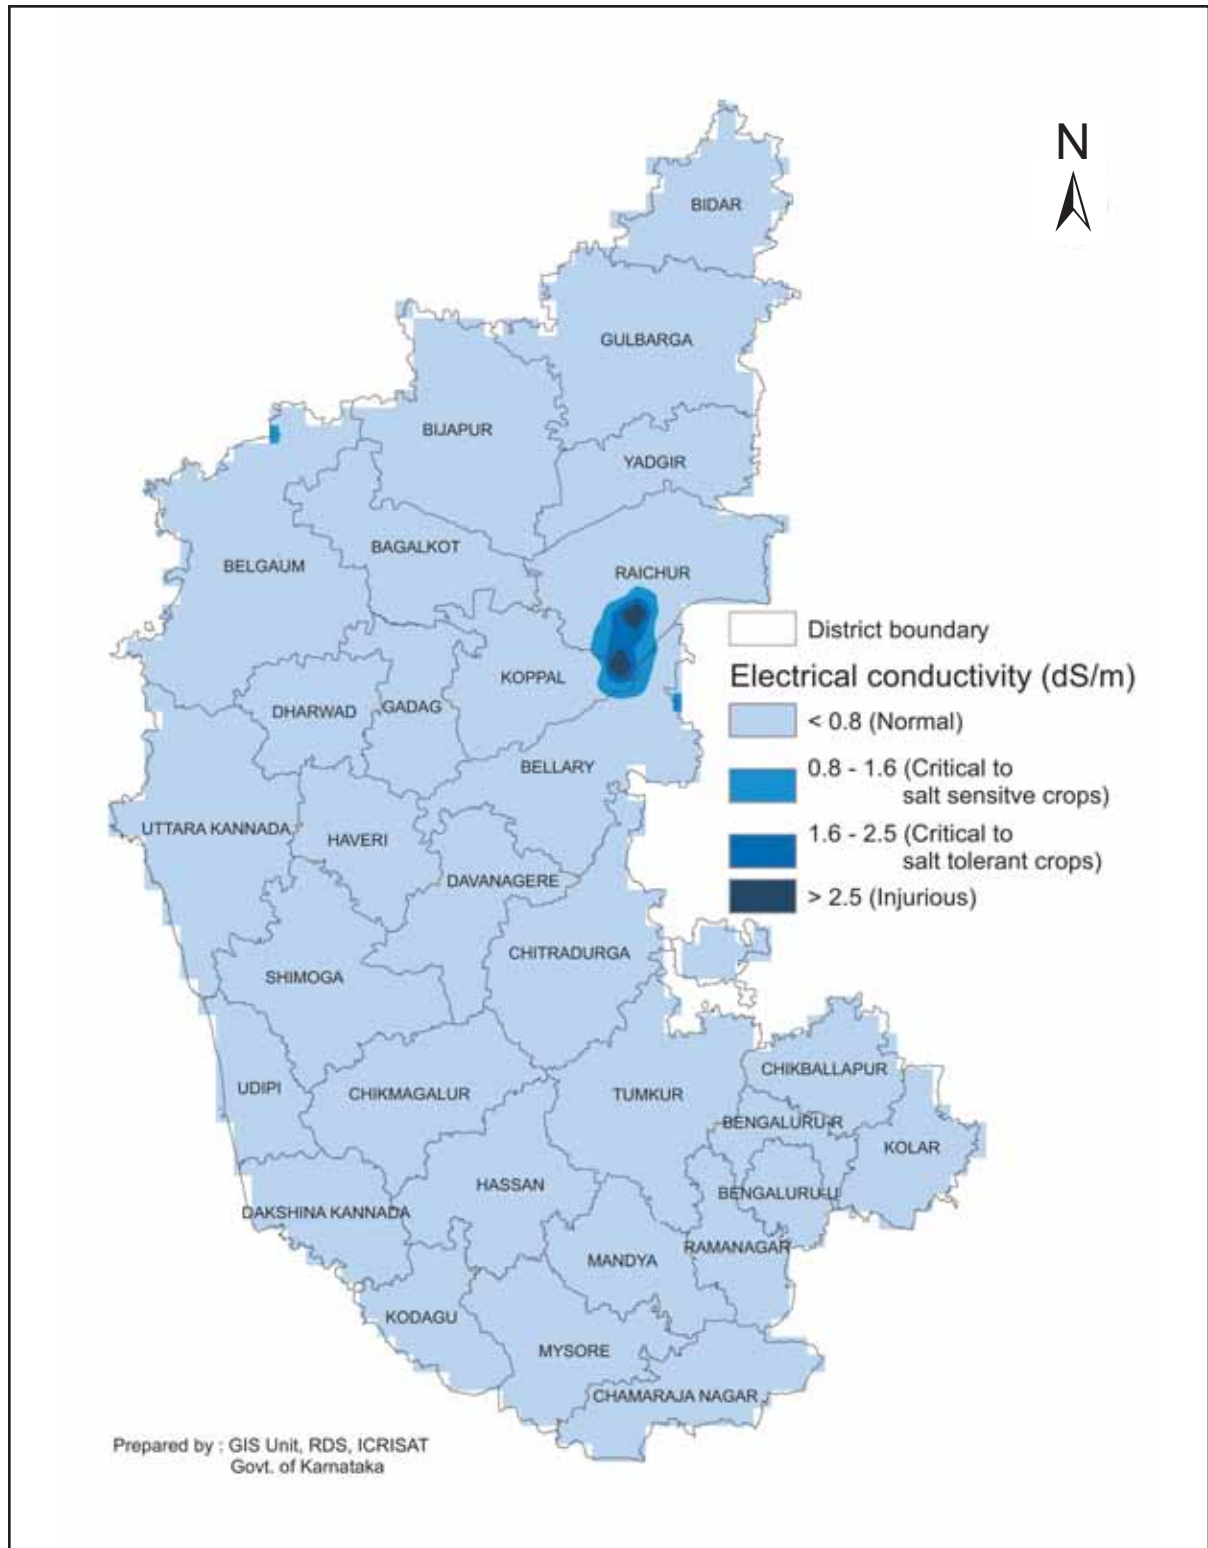 N
BIDAR
GULBARGA
BIJAPUR
YADGIR
BAGALKOT
BELGAUM
RAICHUR
District boundary
KOPPAL
Electrical conductivity (dS/m)
DHARWAD
GADAG
< 0.8 (Normal)
BELLARY
0.8 - 1.6 (Critical to
salt sensitve crops)
UTTARA KANNADA
HAVERI
1.6 - 2.5 (Critical to
salt tolerant crops)
DAVANAGERE
> 2.5 (Injurious)
CHITRADURGA
SHIMOGA
CHIKBALLAPUR
UDIPI
CHIKMAGALUR
TUMKUR
BENGALURU-R
KOLAR
HASSAN
BENGALURU-U
DAKSHINA KANNADA
RAMANAGAR
MANDYA
KODAGU
MYSORE
CHAMARAJA NAGAR
Prepared by : GIS Unit, RDS, ICRISAT
Govt. of Karnataka